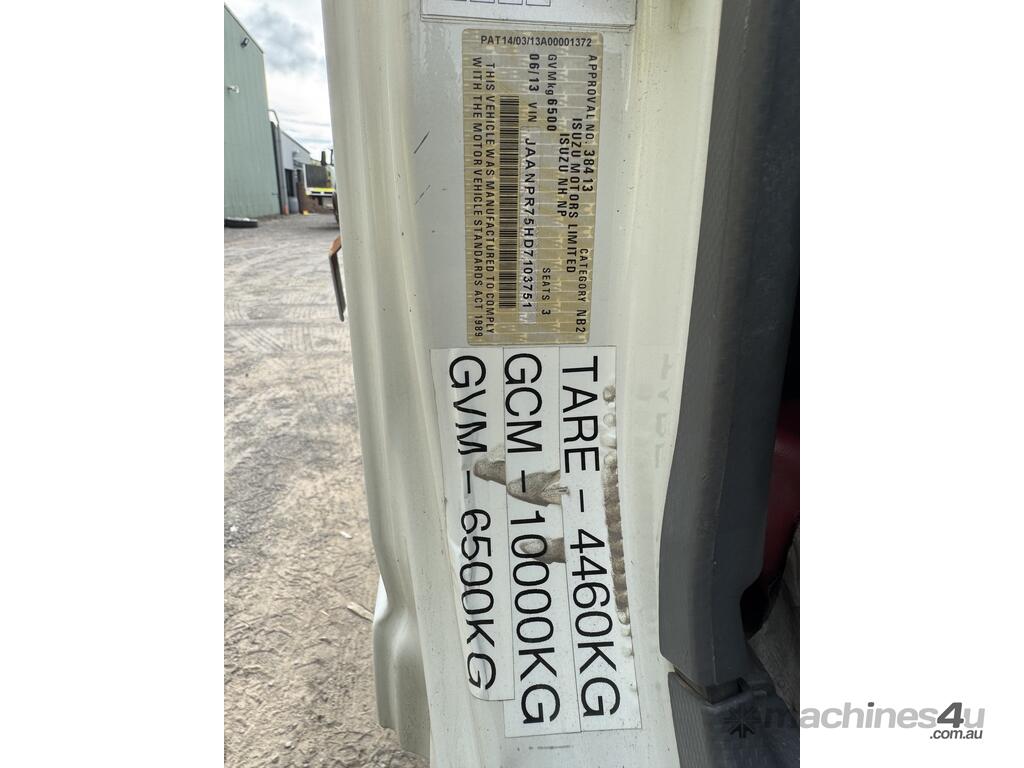 APPROVAL NO. 38413 CATEGORY NB2
ISUZU MOTORS LIMITED
ISUZU NH NP
GVMkg 6500 SEATS 3
06/13 VIN JAANPR75HD7103751
THIS VEHICLE WAS MANUFACTURED TO COMPLY
WITH THE MOTOR VEHICLE STANDARDS ACT 1989
PAT14/03/13A00001372
TARE - 4460KG
GCM - 10000KG
GVM - 6500KG
machines4u
.com.au